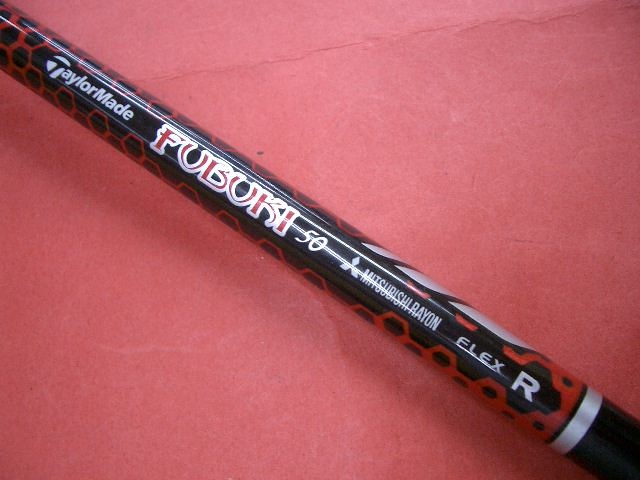 TaylorMade
FUBUKI 50
MITSUBISHI RAYON
FLEX R